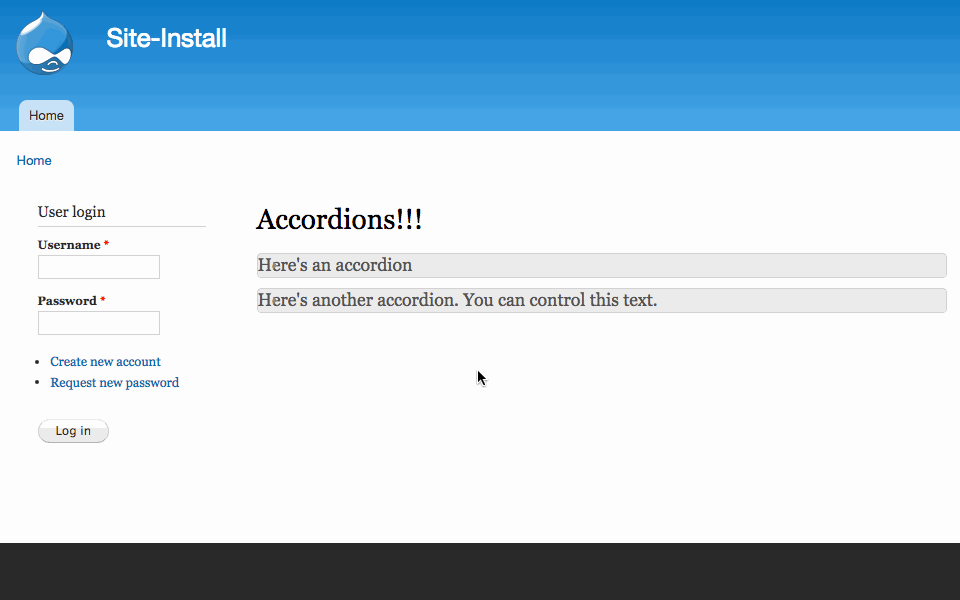 Site-Install
Home
Home
User login
Username *
Password *
Create new account
Request new password
Log in
Accordions!!!
Here's an accordion
Here's another accordion. You can control this text.